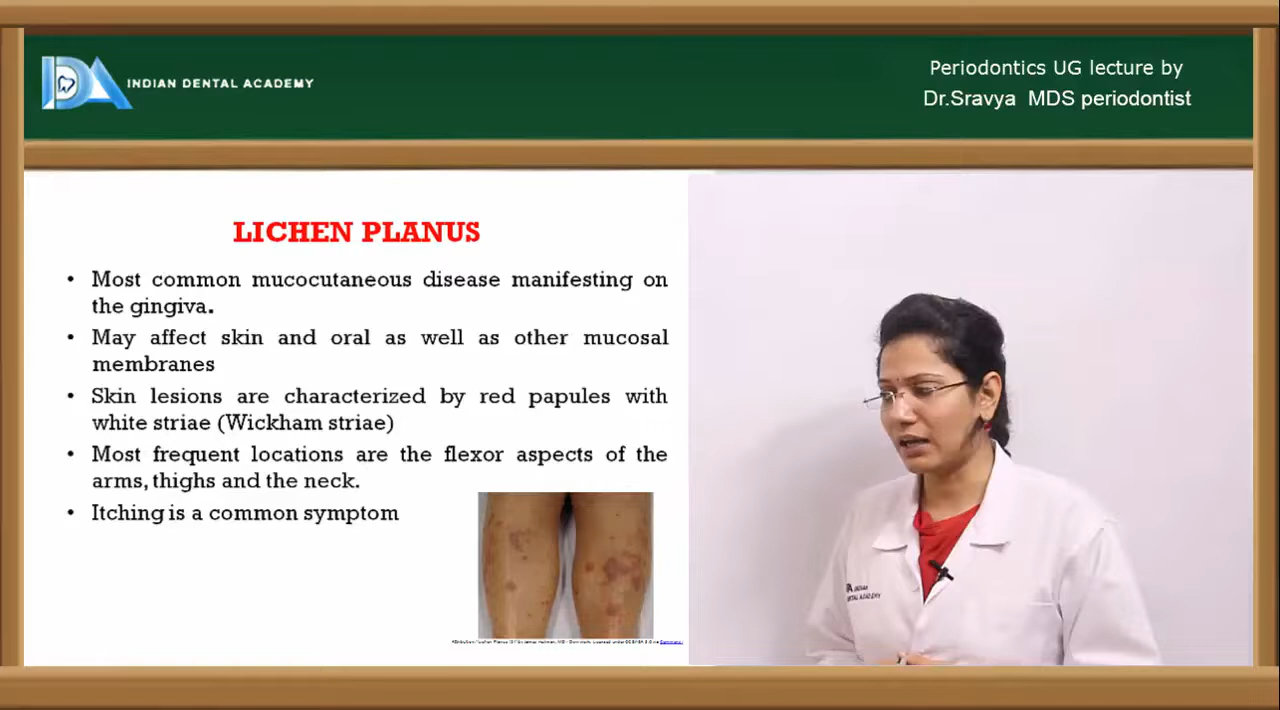 INDIAN DENTAL ACADEMY
Periodontics UG lecture by
Dr.Sravya MDS periodontist
LICHEN PLANUS
• Most common mucocutaneous disease manifesting on
the gingiva.
• May affect skin and oral as well as other mucosal
membranes
• Skin lesions are characterized by red papules with
white striae (Wickham striae)
• Most frequent locations are the flexor aspects of the
arms, thighs and the neck.
• Itching is a common symptom
INDIAN
DENTAL ACADEMY